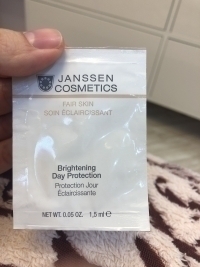 JANSSEN
COSMETICS
FAIR SKIN
SOIN ÉCLAIRCISSANT
Brightening
Day Protection
Protection Jour
Éclaircissante
NET WT. 0.05 OZ. 1,5 ml ℮